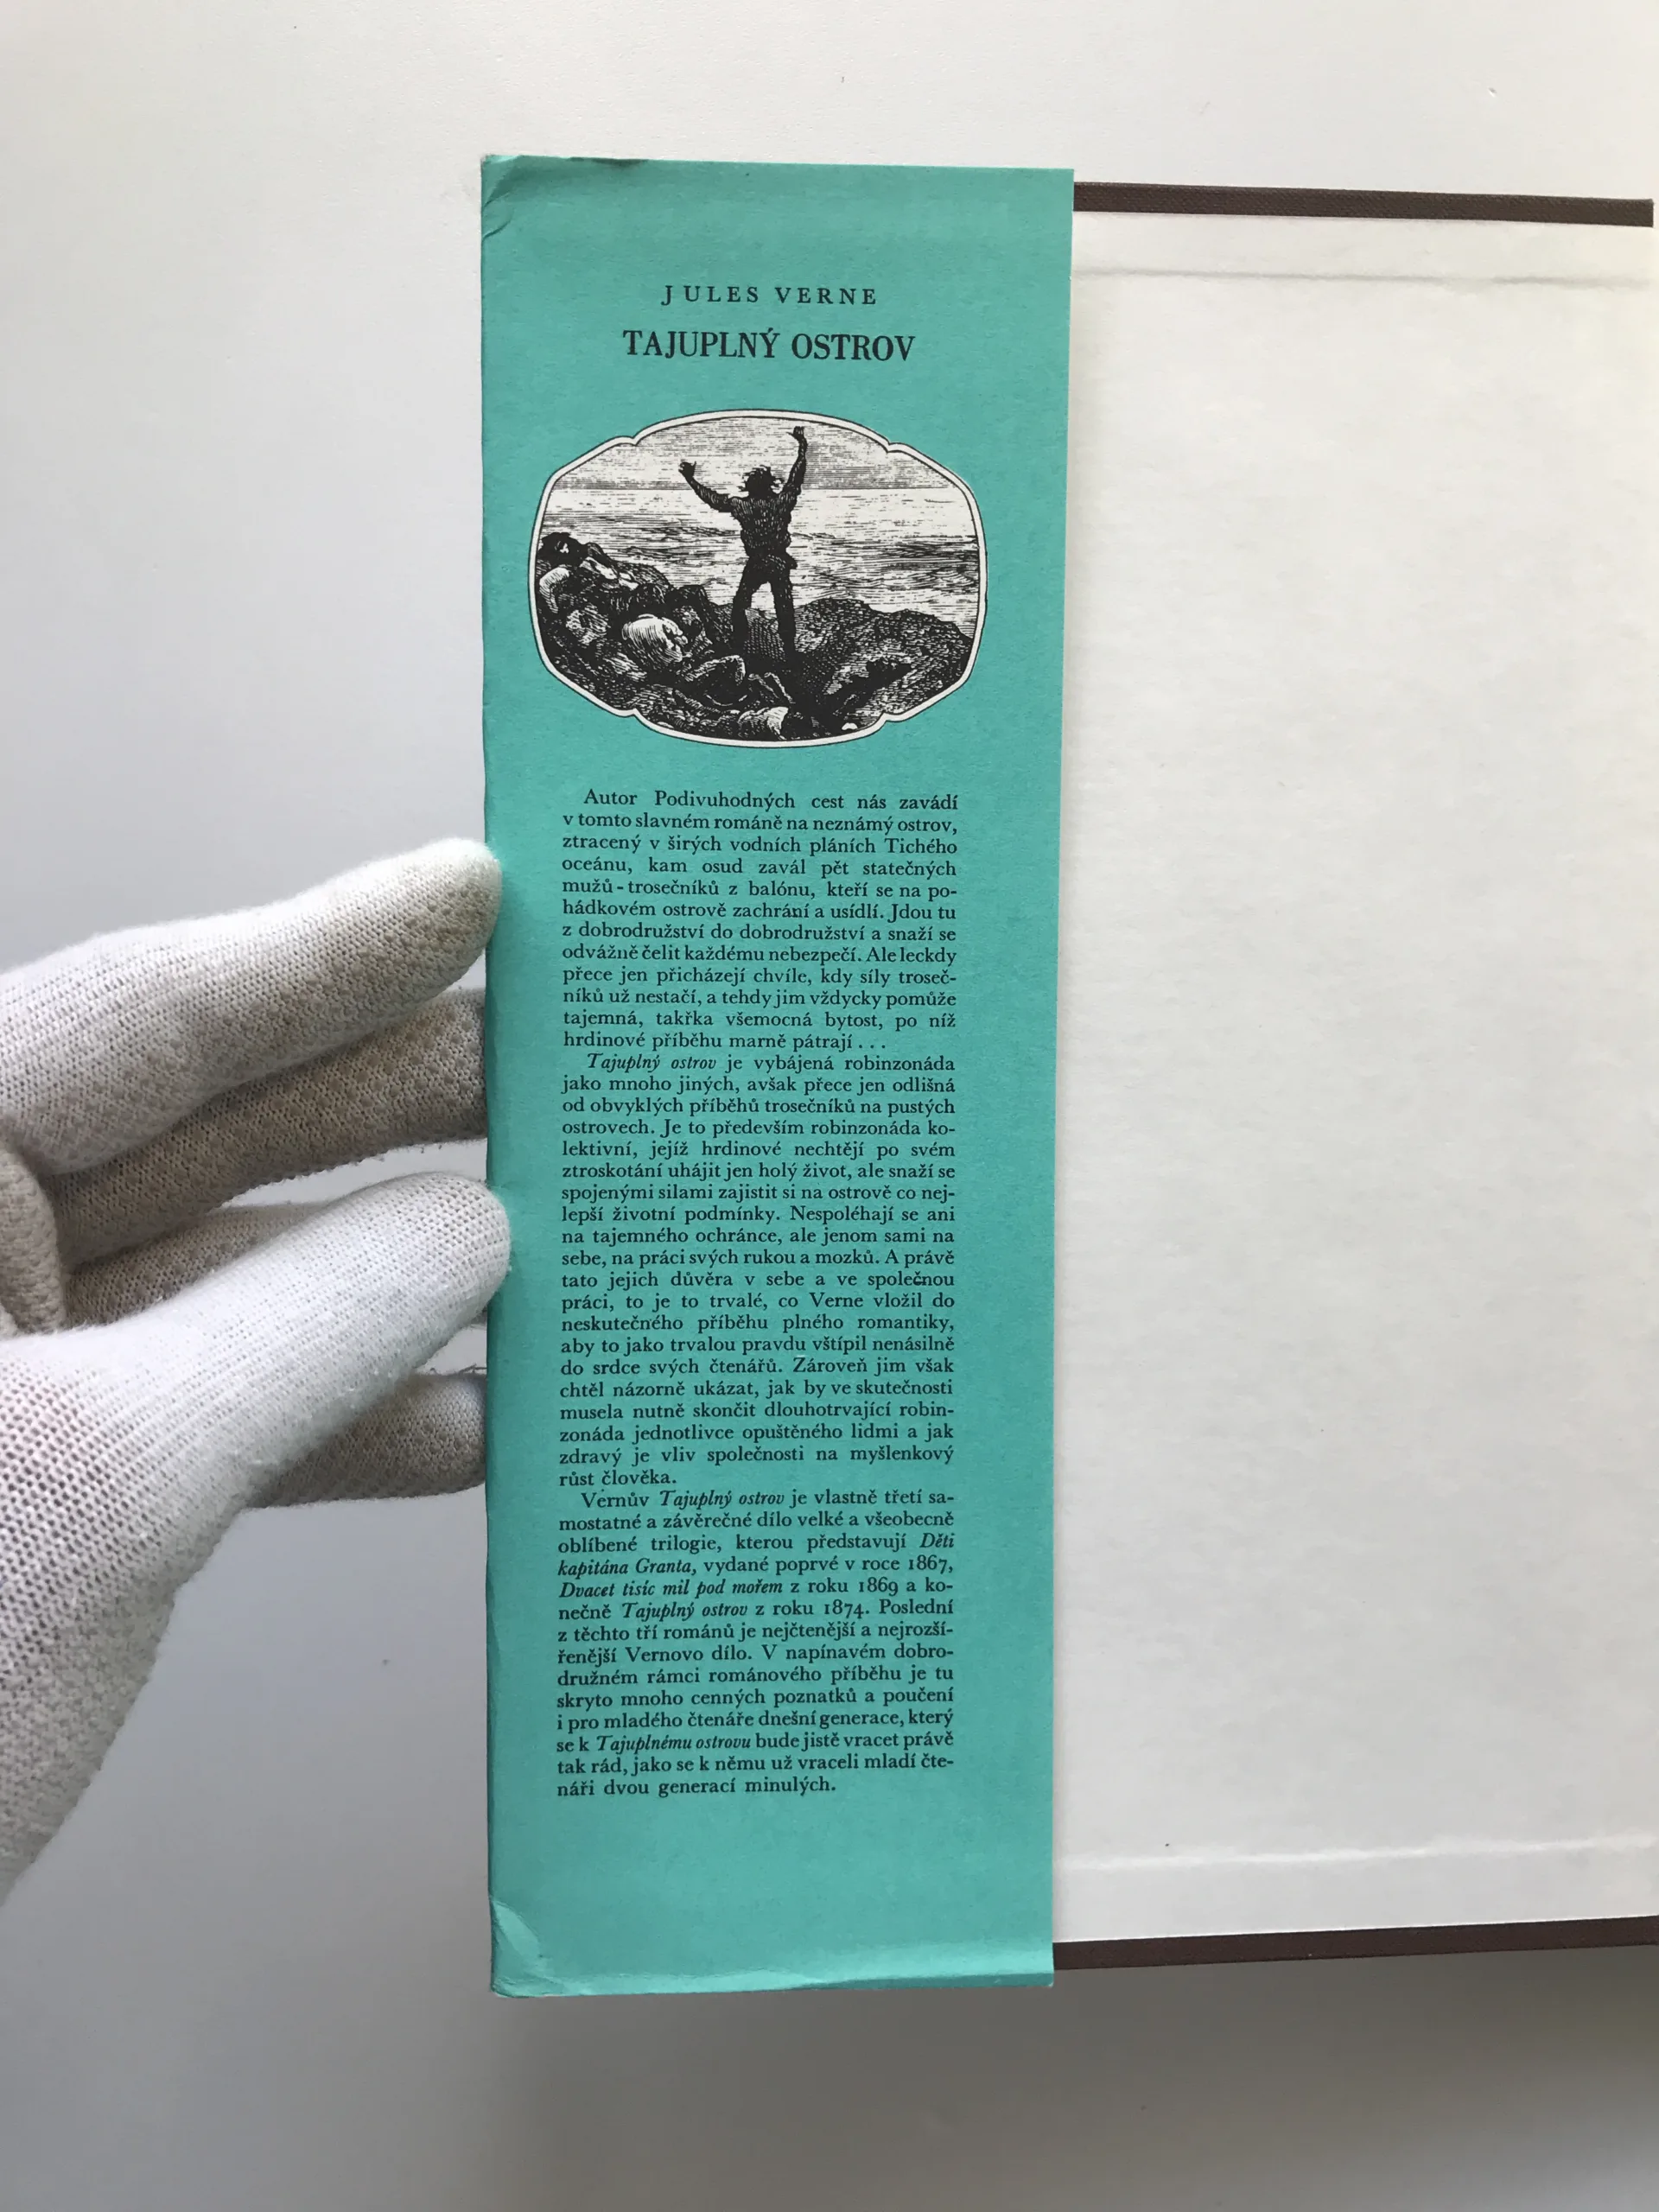 JULES VERNE
TAJUPLNÝ OSTROV
Autor Podivuhodných cest nás zavádí
v tomto slavném románě na neznámý ostrov,
ztracený v širých vodních pláních Tichého
oceánu, kam osud zavál pět statečných
mužů - trosečníků z balónu, kteří se na po-
hádkovém ostrově zachrání a usídlí. Jdou tu
z dobrodružství do dobrodružství a snaží se
odvážně čelit každému nebezpečí. Ale leckdy
přece jen přicházejí chvíle, kdy síly troseč-
níků už nestačí, a tehdy jim vždycky pomůže
tajemná, takřka všemocná bytost, po níž
hrdinové příběhu marně pátrají . . .
Tajuplný ostrov je vybájená robinzonáda
jako mnoho jiných, avšak přece jen odlišná
od obvyklých příběhů trosečníků na pustých
ostrovech. Je to především robinzonáda ko-
lektivní, jejíž hrdinové nechtějí po svém
ztroskotání uhájit jen holý život, ale snaží se
spojenými silami zajistit si na ostrově co nej-
lepší životní podmínky. Nespoléhají se ani
na tajemného ochránce, ale jenom sami na
sebe, na práci svých rukou a mozků. A právě
tato jejich důvěra v sebe a ve společnou
práci, to je to trvalé, co Verne vložil do
neskutečného příběhu plného romantiky,
aby to jako trvalou pravdu vštípil nenásilně
do srdce svých čtenářů. Zároveň jim však
chtěl názorně ukázat, jak by ve skutečnosti
musela nutně skončit dlouhotrvající robin-
zonáda jednotlivce opuštěného lidmi a jak
zdravý je vliv společnosti na myšlenkový
růst člověka.
Vernův Tajuplný ostrov je vlastně třetí sa-
mostatné a závěrečné dílo velké a všeobecně
oblíbené trilogie, kterou představují Děti
kapitána Granta, vydané poprvé v roce 1867,
Dvacet tisíc mil pod mořem z roku 1869 a ko-
nečně Tajuplný ostrov z roku 1874. Poslední
z těchto tří románů je nejčtenější a nejrozší-
řenější Vernovo dílo. V napínavém dobro-
družném rámci románového příběhu je tu
skryto mnoho cenných poznatků a poučení
i pro mladého čtenáře dnešní generace, který
se k Tajuplnému ostrovu bude jistě vracet právě
tak rád, jako se k němu už vraceli mladí čte-
náři dvou generací minulých.